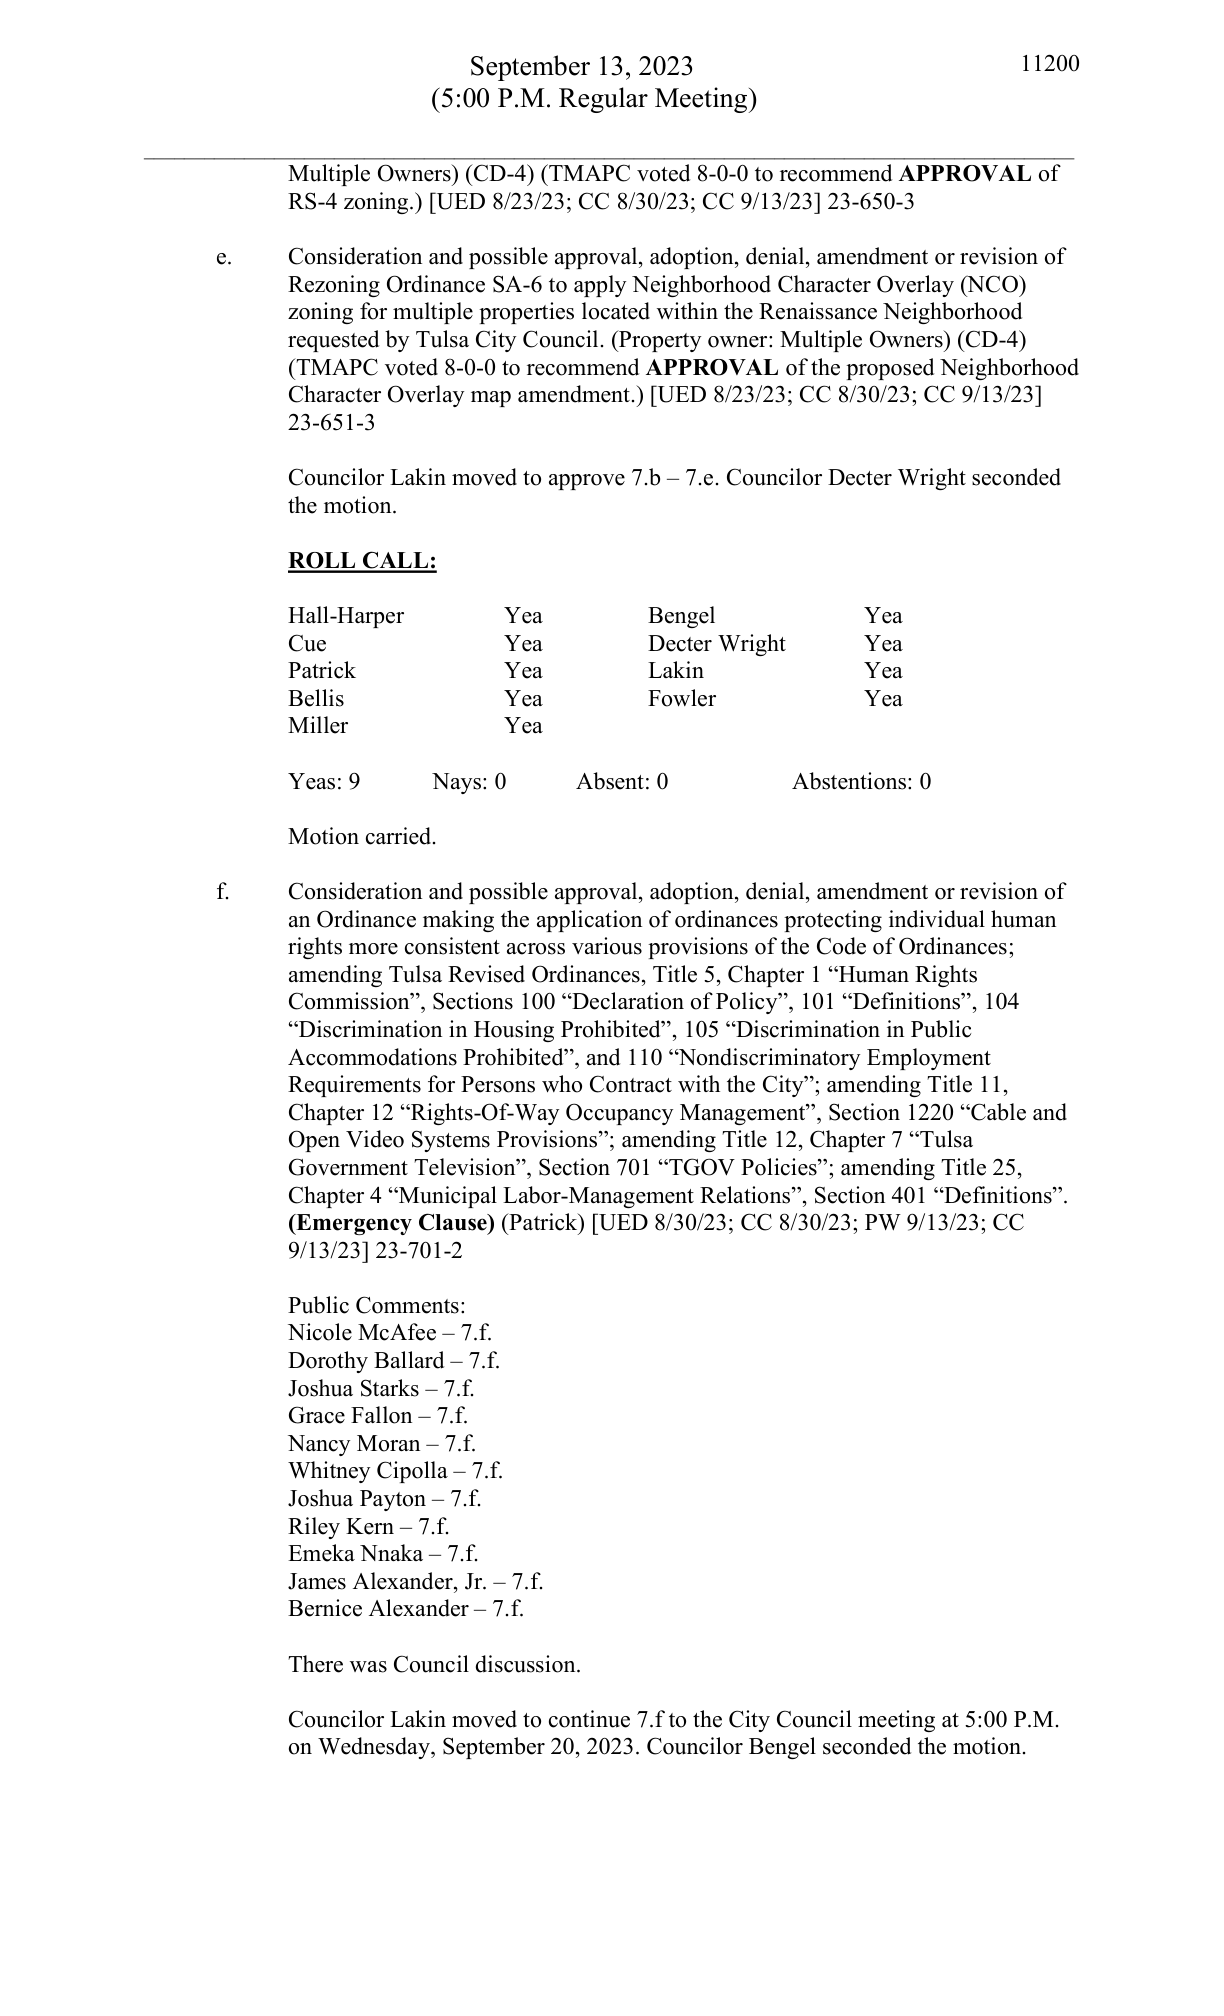 September 13, 2023
11200
(5:00 P.M. Regular Meeting)
Multiple Owners) (CD-4) (TMAPC voted 8-0-0 to recommend APPROVAL of
RS-4 zoning.) [UED 8/23/23; CC 8/30/23; CC 9/13/23] 23-650-3
e. Consideration and possible approval, adoption, denial, amendment or revision of
Rezoning Ordinance SA-6 to apply Neighborhood Character Overlay (NCO)
zoning for multiple properties located within the Renaissance Neighborhood
requested by Tulsa City Council. (Property owner: Multiple Owners) (CD-4)
(TMAPC voted 8-0-0 to recommend APPROVAL of the proposed Neighborhood
Character Overlay map amendment.) [UED 8/23/23; CC 8/30/23; CC 9/13/23]
23-651-3
Councilor Lakin moved to approve 7.b – 7.e. Councilor Decter Wright seconded
the motion.
ROLL CALL:
Hall-Harper Yea Bengel Yea
Cue Yea Decter Wright Yea
Patrick Yea Lakin Yea
Bellis Yea Fowler Yea
Miller Yea
Yeas: 9 Nays: 0 Absent: 0 Abstentions: 0
Motion carried.
f. Consideration and possible approval, adoption, denial, amendment or revision of
an Ordinance making the application of ordinances protecting individual human
rights more consistent across various provisions of the Code of Ordinances;
amending Tulsa Revised Ordinances, Title 5, Chapter 1 “Human Rights
Commission”, Sections 100 “Declaration of Policy”, 101 “Definitions”, 104
“Discrimination in Housing Prohibited”, 105 “Discrimination in Public
Accommodations Prohibited”, and 110 “Nondiscriminatory Employment
Requirements for Persons who Contract with the City”; amending Title 11,
Chapter 12 “Rights-Of-Way Occupancy Management”, Section 1220 “Cable and
Open Video Systems Provisions”; amending Title 12, Chapter 7 “Tulsa
Government Television”, Section 701 “TGOV Policies”; amending Title 25,
Chapter 4 “Municipal Labor-Management Relations”, Section 401 “Definitions”.
(Emergency Clause) (Patrick) [UED 8/30/23; CC 8/30/23; PW 9/13/23; CC
9/13/23] 23-701-2
Public Comments:
Nicole McAfee – 7.f.
Dorothy Ballard – 7.f.
Joshua Starks – 7.f.
Grace Fallon – 7.f.
Nancy Moran – 7.f.
Whitney Cipolla – 7.f.
Joshua Payton – 7.f.
Riley Kern – 7.f.
Emeka Nnaka – 7.f.
James Alexander, Jr. – 7.f.
Bernice Alexander – 7.f.
There was Council discussion.
Councilor Lakin moved to continue 7.f to the City Council meeting at 5:00 P.M.
on Wednesday, September 20, 2023. Councilor Bengel seconded the motion.